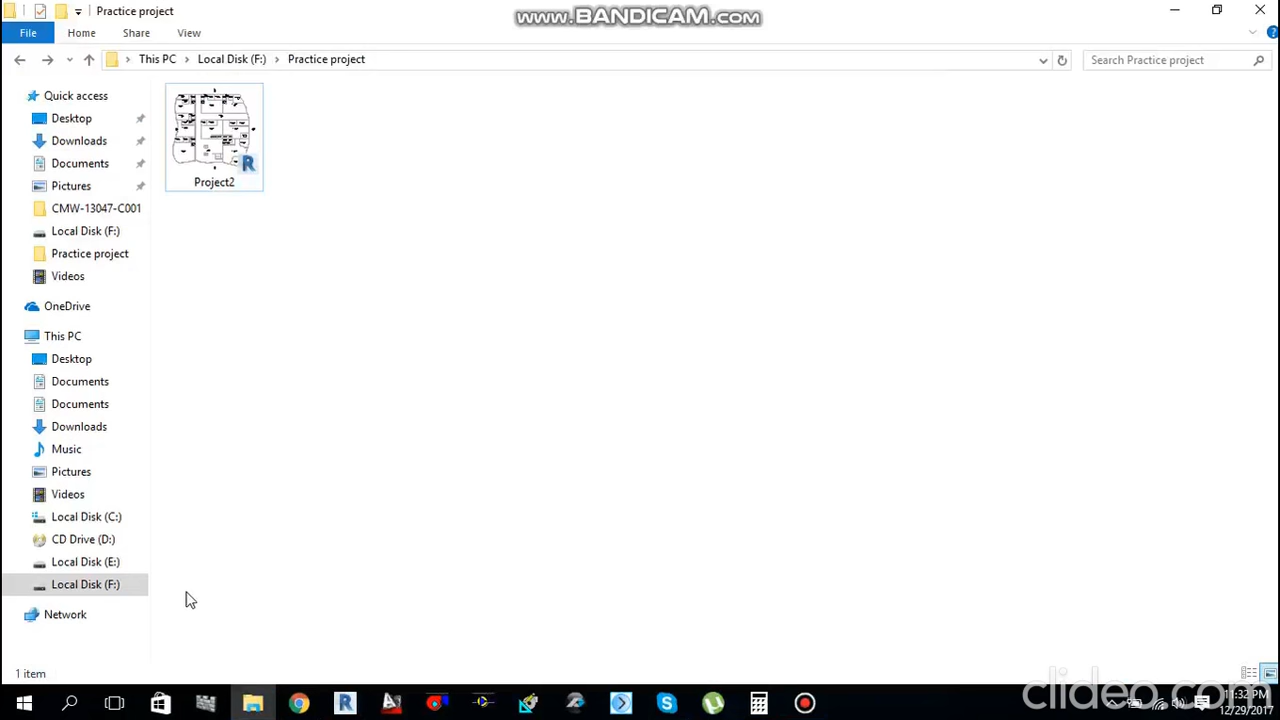 Practice project
www.BANDICAM.com
File
Home
Share
View
This PC
Local Disk (F:)
Practice project
Search Practice project
Quick access
Desktop
Downloads
Documents
Pictures
CMW-13047-C001
Local Disk (F:)
Practice project
Videos
OneDrive
This PC
Desktop
Documents
Documents
Downloads
Music
Pictures
Videos
Local Disk (C:)
CD Drive (D:)
Local Disk (E:)
Local Disk (F:)
Network
R
Project2
1 item
clideo.com
11:32 PM
12/29/2017